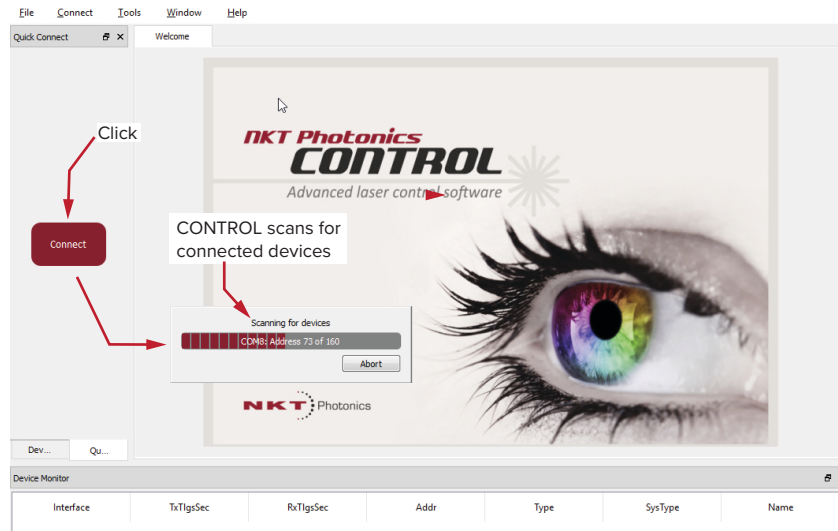 File Connect Tools Window Help
Quick Connect
Welcome
Click
NKT Photonics
CONTROL
Advanced laser control software
Connect
CONTROL scans for
connected devices
Scanning for devices
COM8: Address 73 of 160
Abort
NKT Photonics
Dev... Qu...
Device Monitor
Interface TxTlgsSec RxTlgsSec Addr Type SysType Name